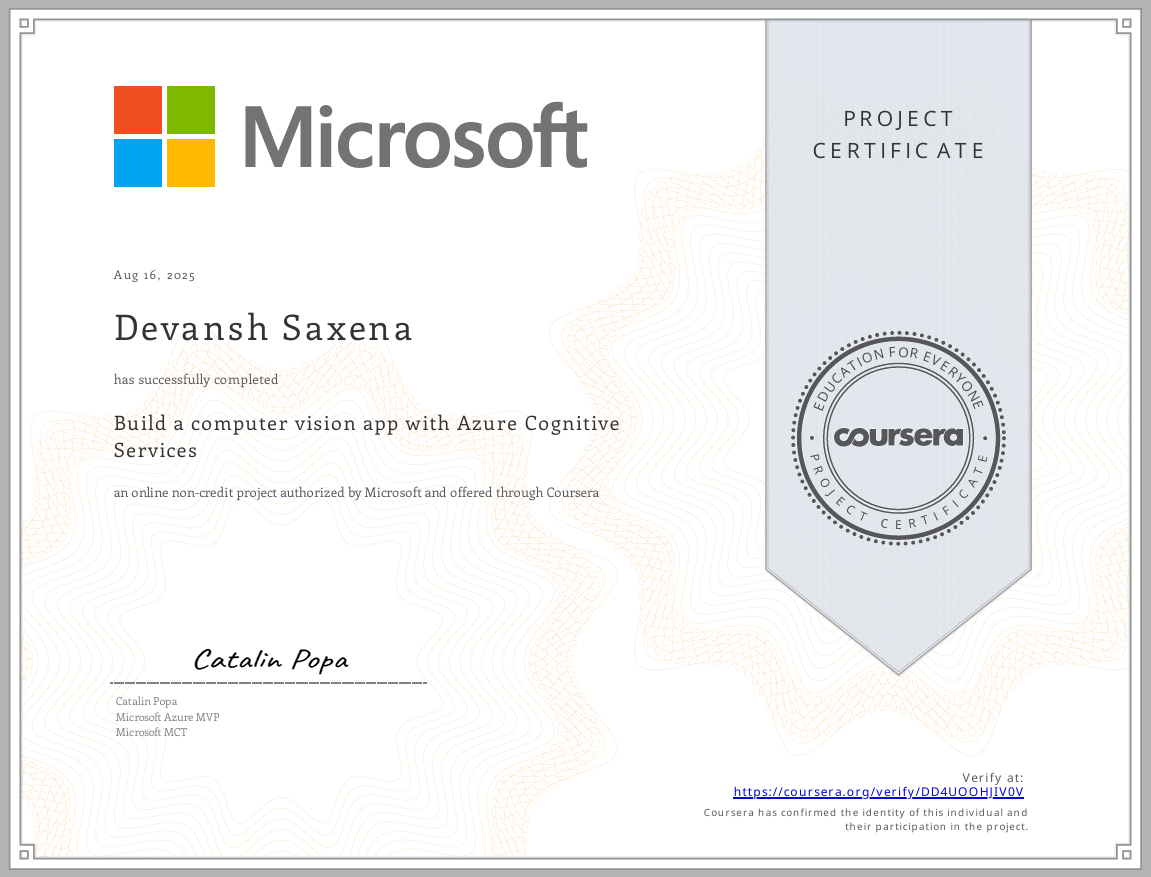 Microsoft
PROJECT
CERTIFICATE
Aug 16, 2025
Devansh Saxena
has successfully completed
Build a computer vision app with Azure Cognitive
Services
an online non-credit project authorized by Microsoft and offered through Coursera
EDUCATION FOR EVERYONE
coursera
PROJECT CERTIFICATE
Catalin Popa
Catalin Popa
Microsoft Azure MVP
Microsoft MCT
Verify at:
https://coursera.org/verify/DD4UOOHJIV0V
Coursera has confirmed the identity of this individual and
their participation in the project.